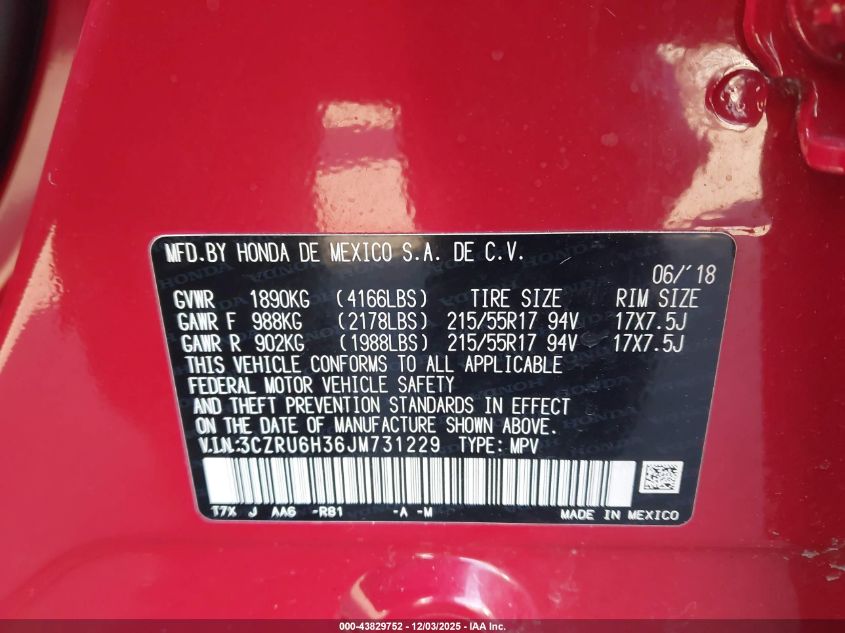 MFD.BY HONDA DE MEXICO S.A. DE C.V.
06/'18
GVWR 1890KG (4166LBS) TIRE SIZE RIM SIZE
GAWR F 988KG (2178LBS) 215/55R17 94V 17X7.5J
GAWR R 902KG (1988LBS) 215/55R17 94V 17X7.5J
THIS VEHICLE CONFORMS TO ALL APPLICABLE
FEDERAL MOTOR VEHICLE SAFETY
AND THEFT PREVENTION STANDARDS IN EFFECT
ON THE DATE OF MANUFACTURE SHOWN ABOVE.
V.I.N:3CZRU6H36JM731229 TYPE: MPV
T7X J AA6 -R81 -A -M MADE IN MEXICO
000-43829752 - 12/03/2025 - IAA Inc.